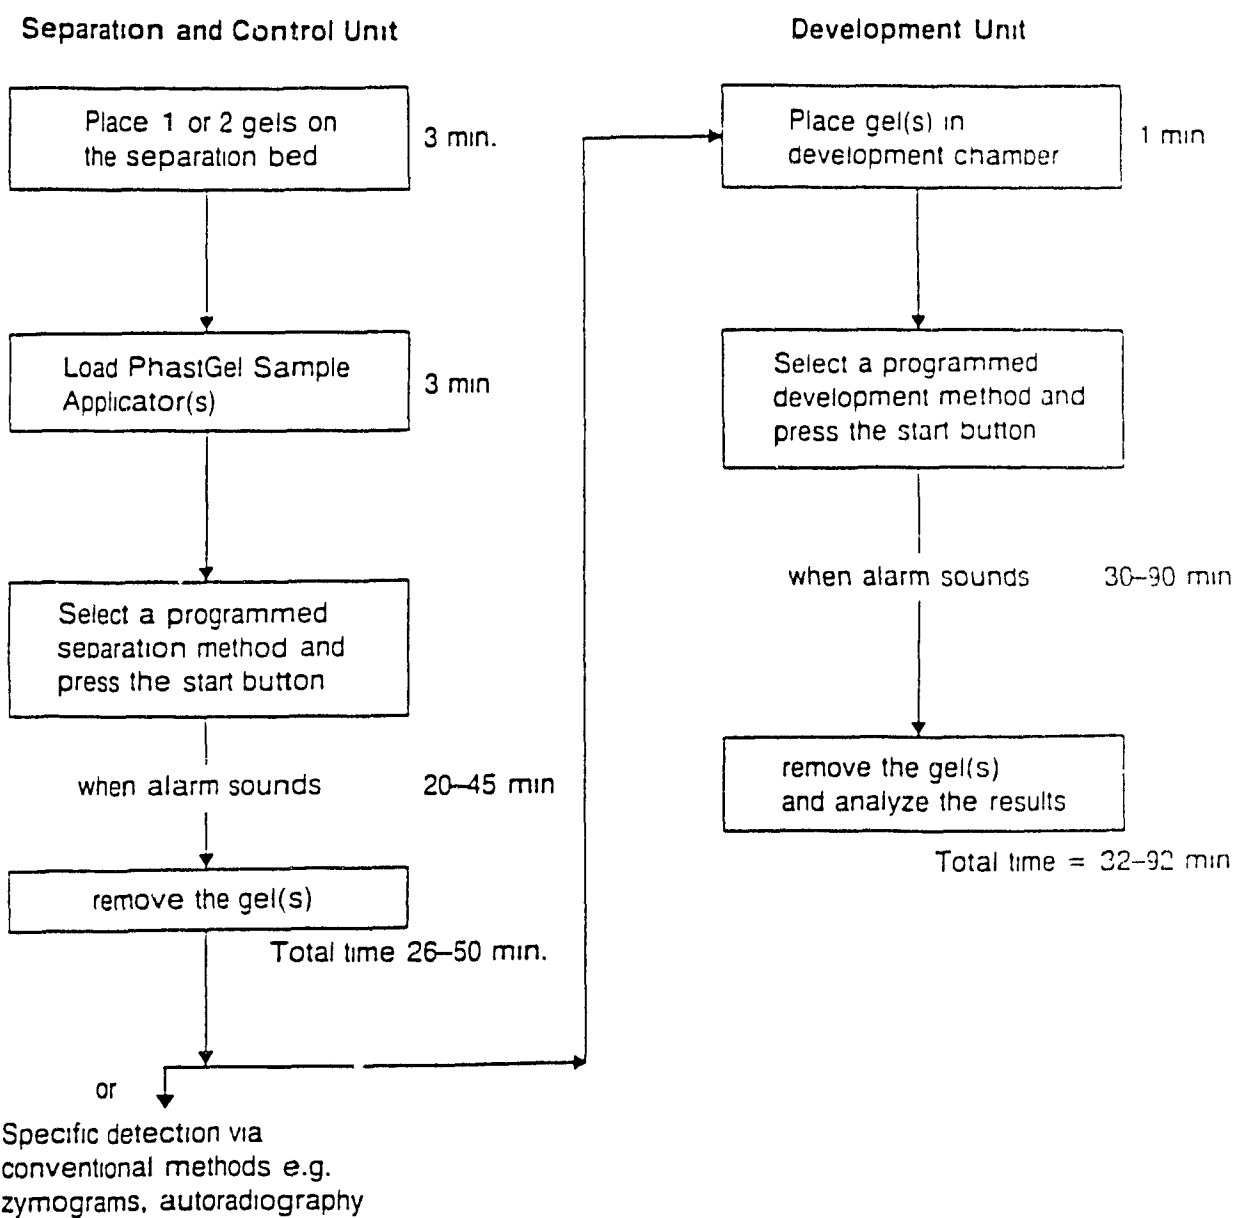 Separation and Control Unit
Place 1 or 2 gels on
the separation bed
3 min.
Load PhastGel Sample
Applicator(s)
3 min
Select a programmed
separation method and
press the start button
when alarm sounds
20–45 min
remove the gel(s)
Total time 26–50 min.
or
Specific detection via
conventional methods e.g.
zymograms, autoradiography
Development Unit
Place gel(s) in
development chamber
1 min
Select a programmed
development method and
press the start button
when alarm sounds
30–90 min
remove the gel(s)
and analyze the results
Total time = 32–92 min